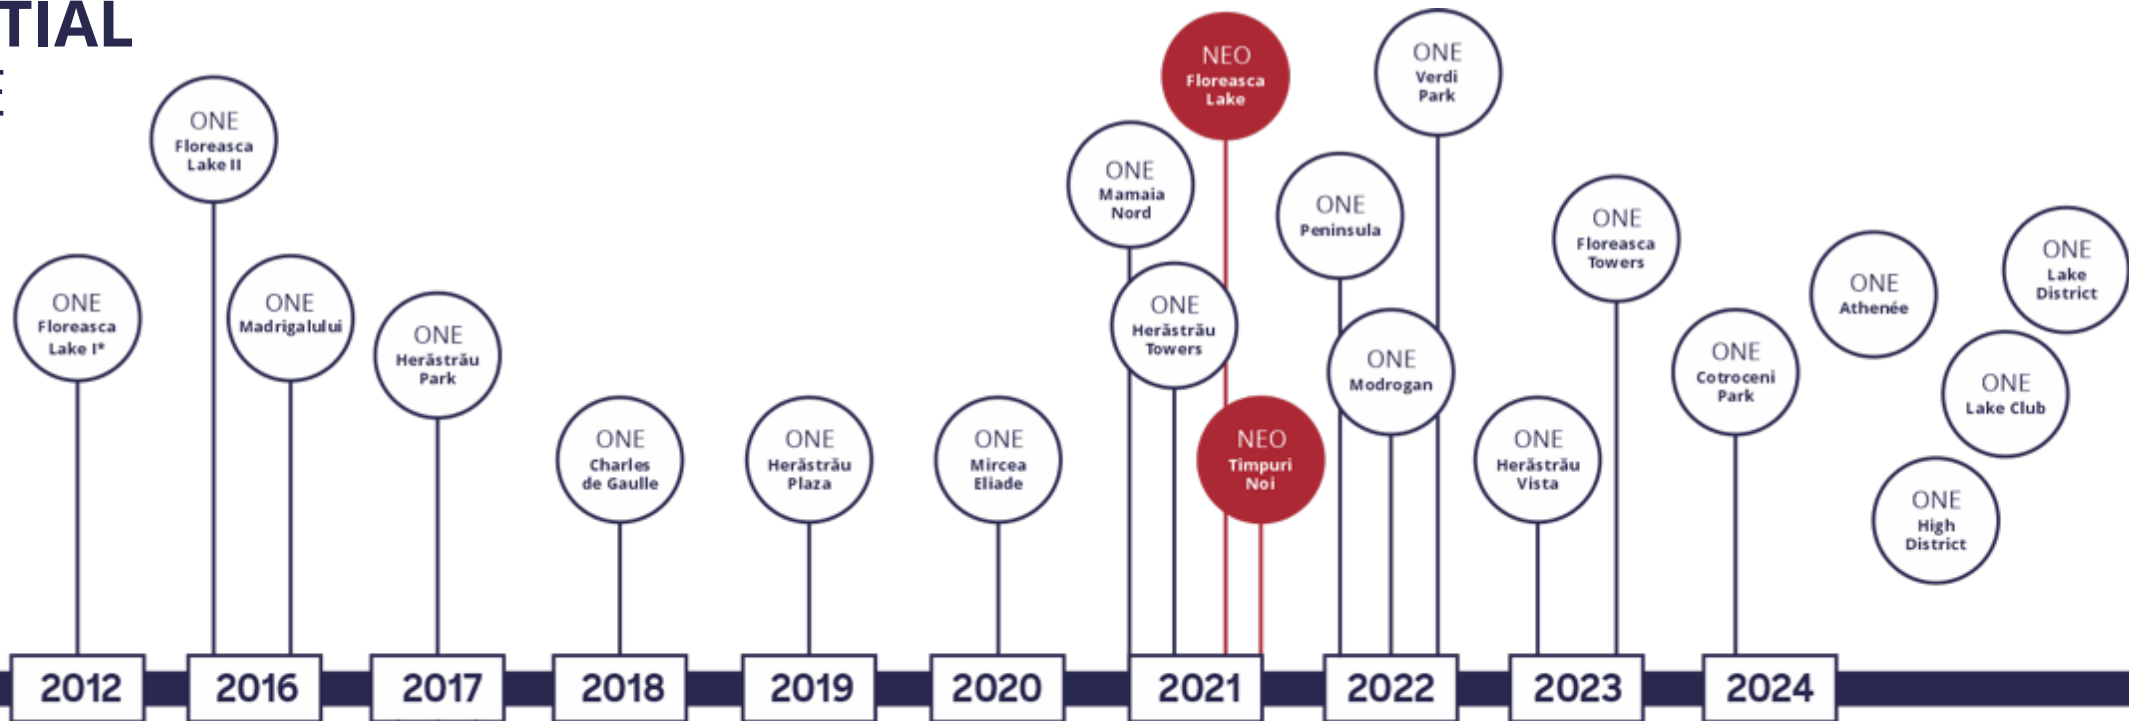 TIAL
E
ONE
Floreasca
Lake I*
ONE
Floreasca
Lake II
ONE
Madrigalului
ONE
Herăstrău
Park
ONE
Charles
de Gaulle
ONE
Herăstrău
Plaza
ONE
Mircea
Eliade
ONE
Mamaia
Nord
ONE
Herăstrău
Towers
NEO
Floreasca
Lake
NEO
Timpuri
Noi
ONE
Peninsula
ONE
Modrogan
ONE
Verdi
Park
ONE
Herăstrău
Vista
ONE
Floreasca
Towers
ONE
Cotroceni
Park
ONE
Athenée
ONE
High
District
ONE
Lake Club
ONE
Lake
District
2012
2016
2017
2018
2019
2020
2021
2022
2023
2024